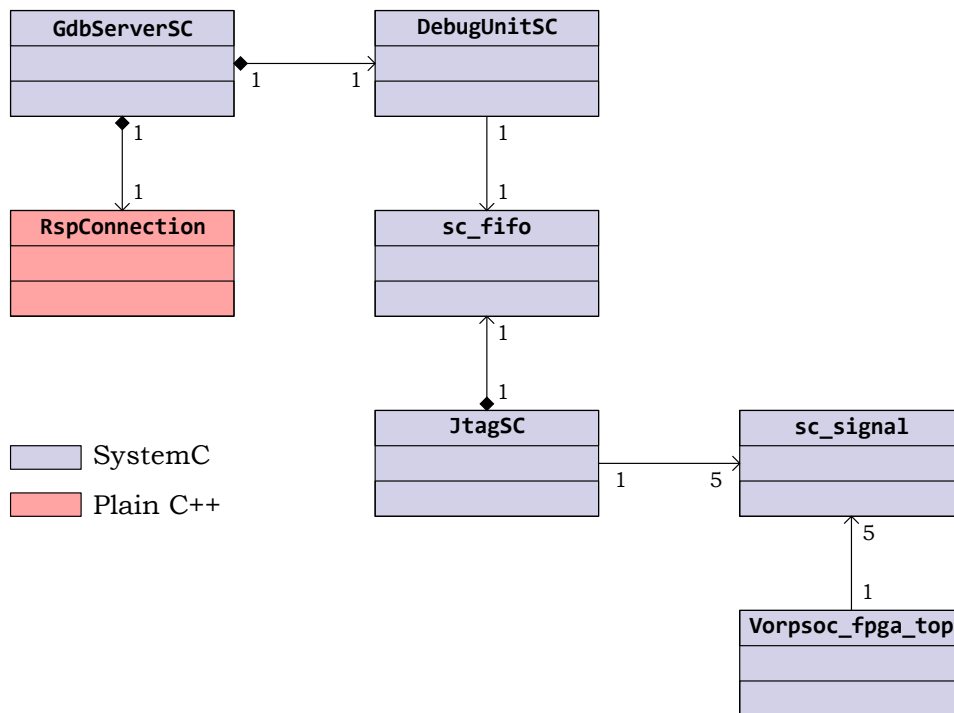 GdbServerSC
DebugUnitSC
1
1
1
1
1
1
RspConnection
sc_fifo
1
1
JtagSC
sc_signal
SystemC
1
5
Plain C++
5
1
Vorpsoc_fpga_top